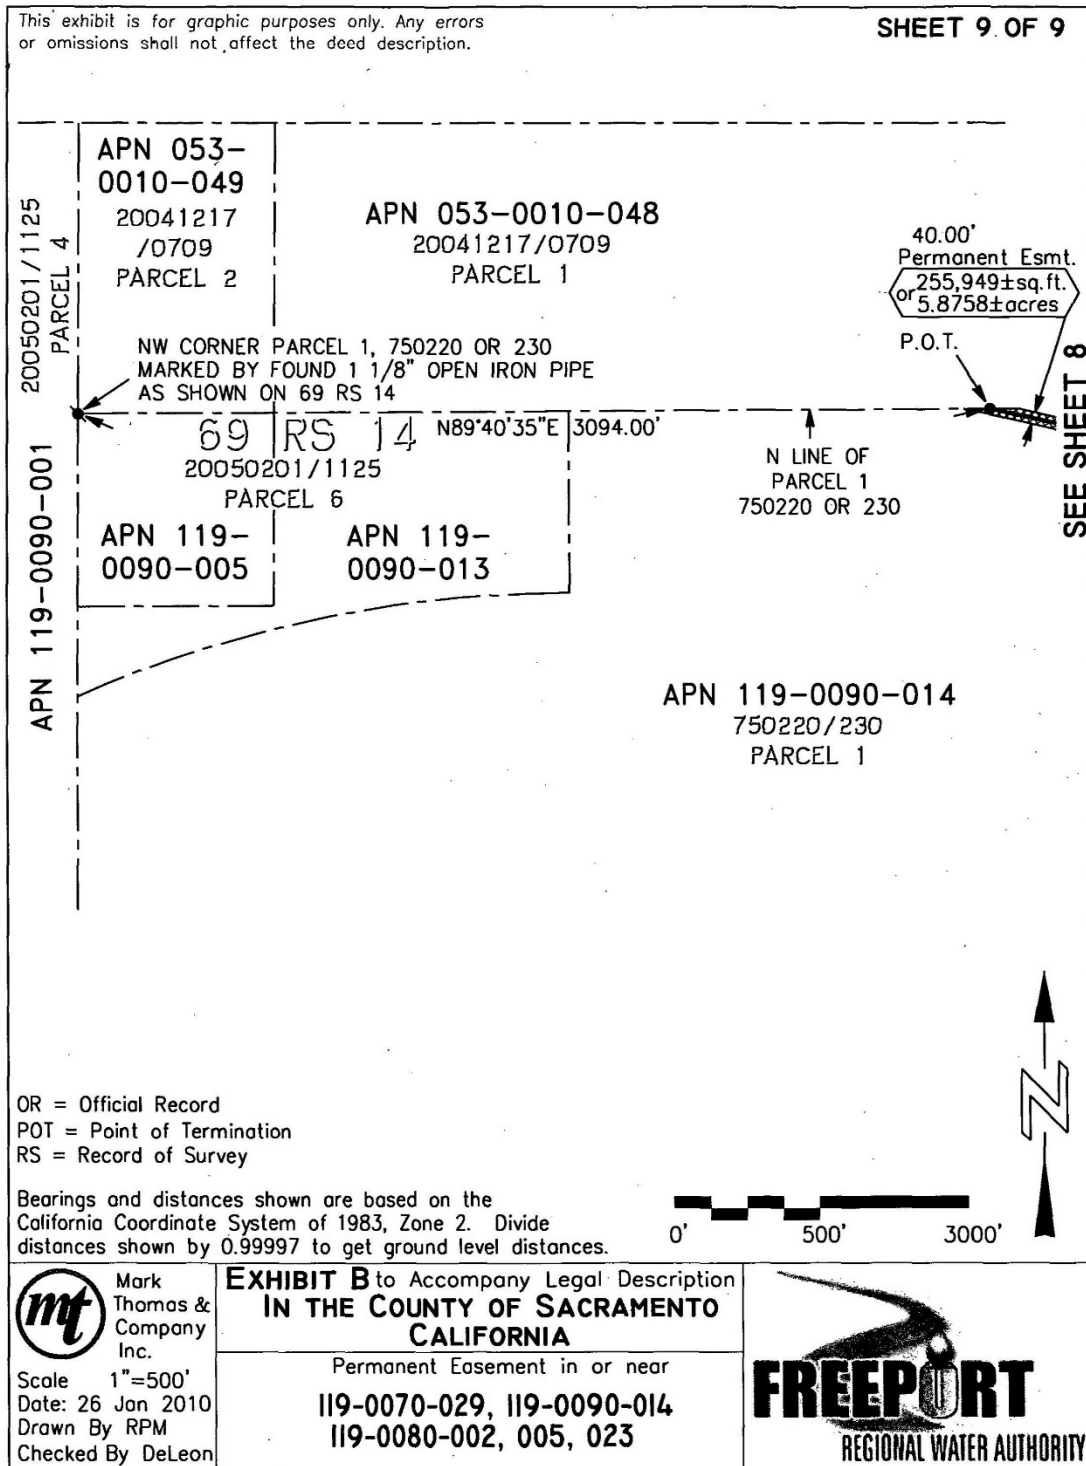 This exhibit is for graphic purposes only. Any errors
or omissions shall not affect the deed description.
SHEET 9 OF 9
APN 053-
0010-049
20041217
/0709
PARCEL 2
20050201/1125
PARCEL 4
APN 053-0010-048
20041217/0709
PARCEL 1
40.00'
Permanent Esmt.
255,949±sq.ft.
or
5.8758±acres
P.O.T.
SEE SHEET 8
NW CORNER PARCEL 1, 750220 OR 230
MARKED BY FOUND 1 1/8" OPEN IRON PIPE
AS SHOWN ON 69 RS 14
69 RS 14
N89°40'35"E 3094.00'
20050201/1125
PARCEL 6
N LINE OF
PARCEL 1
750220 OR 230
APN 119-
0090-005
APN 119-
0090-013
APN 119-0090-001
APN 119-0090-014
750220/230
PARCEL 1
N
OR = Official Record
POT = Point of Termination
RS = Record of Survey
Bearings and distances shown are based on the
California Coordinate System of 1983, Zone 2. Divide
distances shown by 0.99997 to get ground level distances.
0' 500' 3000'
mt
Mark
Thomas &
Company
Inc.
Scale 1"=500'
Date: 26 Jan 2010
Drawn By RPM
Checked By DeLeon
EXHIBIT B to Accompany Legal Description
IN THE COUNTY OF SACRAMENTO
CALIFORNIA
Permanent Easement in or near
119-0070-029, 119-0090-014
119-0080-002, 005, 023
FREEPORT
REGIONAL WATER AUTHORITY